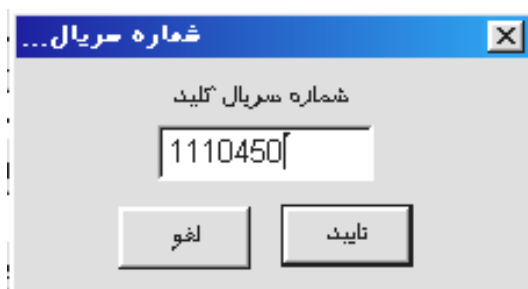 شماره سریال...
شماره سریال کلید
1110450
تایید
لغو